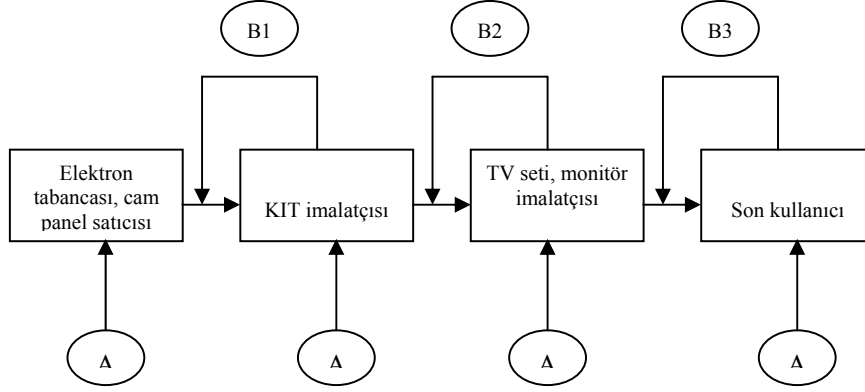 B1
B2
B3
Elektron
tabancası, cam
panel satıcısı
KIT imalatçısı
TV seti, monitör
imalatçısı
Son kullanıcı
A
A
A
A